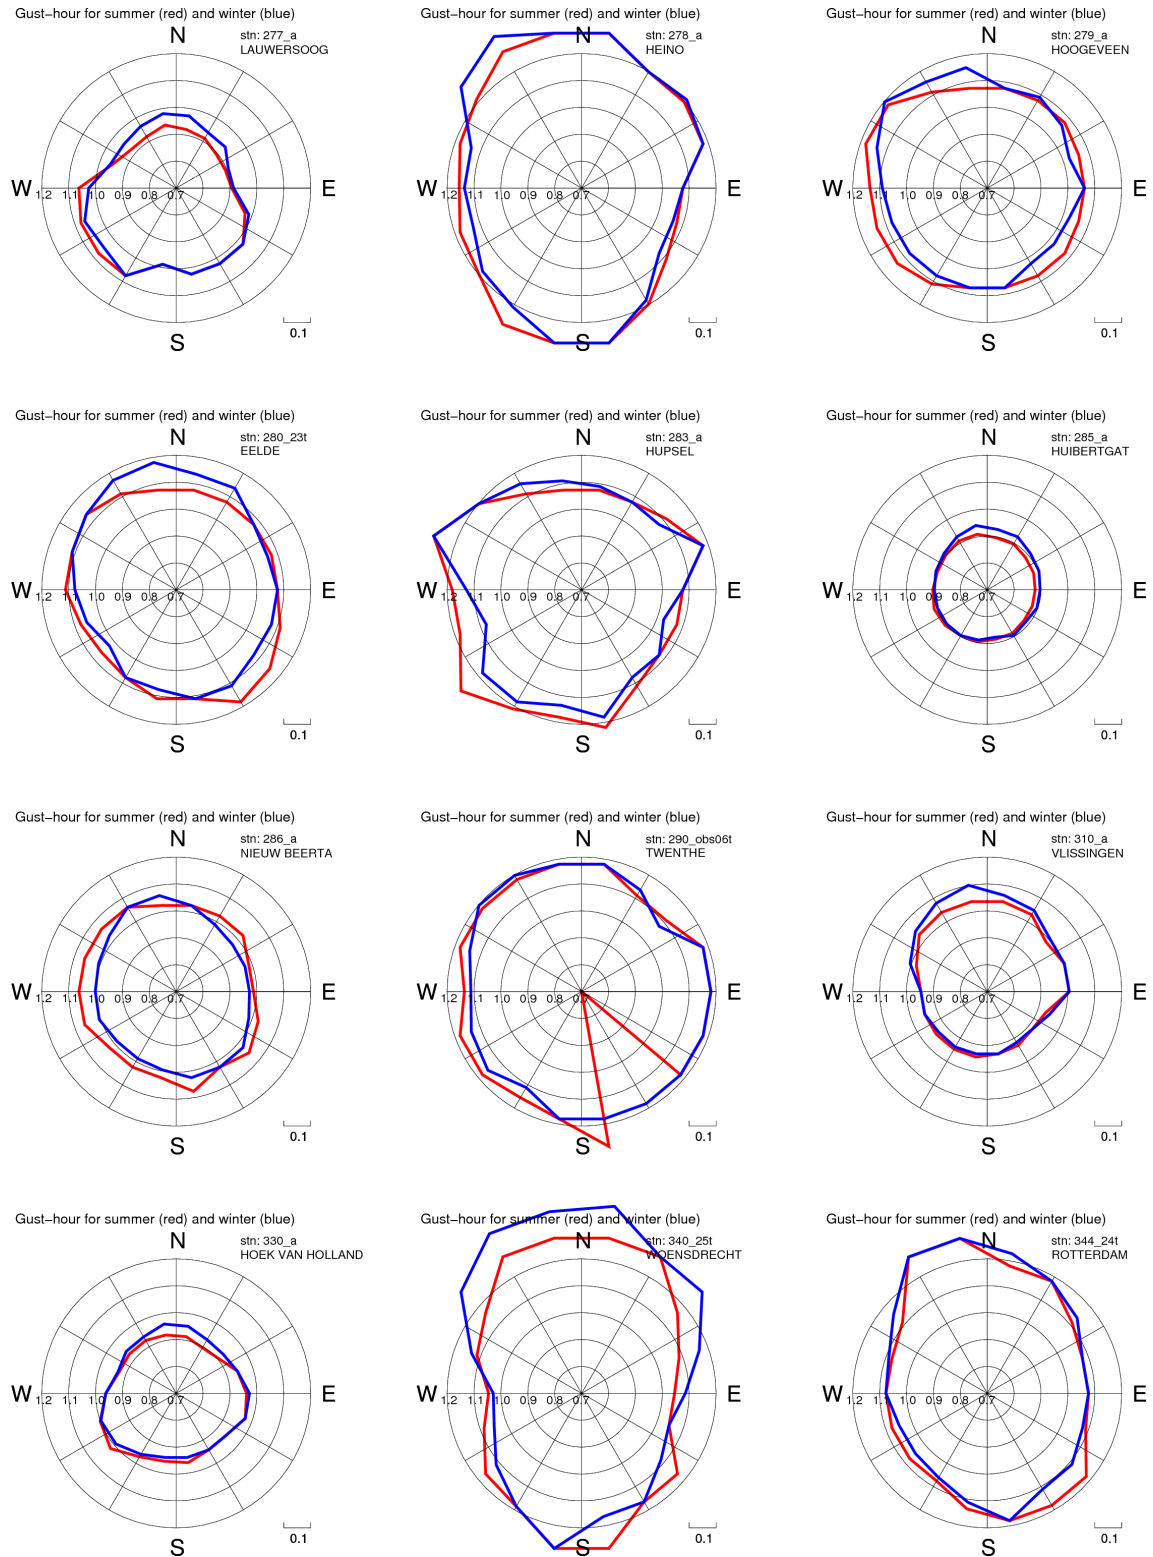 Gust−hour for summer (red) and winter (blue)
stn: 277_a
LAUWERSOOG
N
W 1.2 1.1 1.0 0.9 0.8 0.7 E
S
0.1
Gust−hour for summer (red) and winter (blue)
stn: 278_a
HEINO
N
W 1.2 1.1 1.0 0.9 0.8 0.7 E
S
0.1
Gust−hour for summer (red) and winter (blue)
stn: 279_a
HOOGEVEEN
N
W 1.2 1.1 1.0 0.9 0.8 0.7 E
S
0.1
Gust−hour for summer (red) and winter (blue)
stn: 280_23t
EELDE
N
W 1.2 1.1 1.0 0.9 0.8 0.7 E
S
0.1
Gust−hour for summer (red) and winter (blue)
stn: 283_a
HUPSEL
N
W 1.2 1.1 1.0 0.9 0.8 0.7 E
S
0.1
Gust−hour for summer (red) and winter (blue)
stn: 285_a
HUIBERTGAT
N
W 1.2 1.1 1.0 0.9 0.8 0.7 E
S
0.1
Gust−hour for summer (red) and winter (blue)
stn: 286_a
NIEUW BEERTA
N
W 1.2 1.1 1.0 0.9 0.8 0.7 E
S
0.1
Gust−hour for summer (red) and winter (blue)
stn: 290_obs06t
TWENTHE
N
W 1.2 1.1 1.0 0.9 0.8 0.7 E
S
0.1
Gust−hour for summer (red) and winter (blue)
stn: 310_a
VLISSINGEN
N
W 1.2 1.1 1.0 0.9 0.8 0.7 E
S
0.1
Gust−hour for summer (red) and winter (blue)
stn: 330_a
HOEK VAN HOLLAND
N
W 1.2 1.1 1.0 0.9 0.8 0.7 E
S
0.1
Gust−hour for summer (red) and winter (blue)
stn: 340_25t
WOENSDRECHT
N
W 1.2 1.1 1.0 0.9 0.8 0.7 E
S
0.1
Gust−hour for summer (red) and winter (blue)
stn: 344_24t
ROTTERDAM
N
W 1.2 1.1 1.0 0.9 0.8 0.7 E
S
0.1